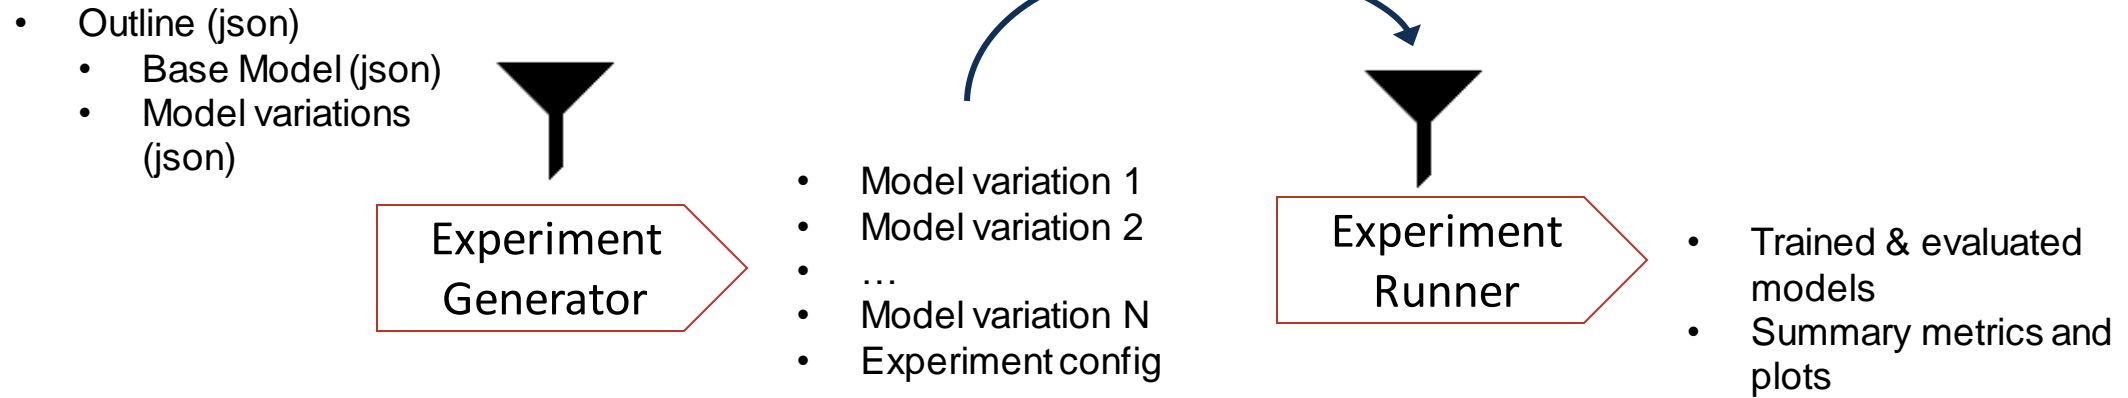 • Outline (json)
• Base Model (json)
• Model variations
(json)
Experiment
Generator
• Model variation 1
• Model variation 2
• …
• Model variation N
• Experiment config
Experiment
Runner
• Trained & evaluated
models
• Summary metrics and
plots